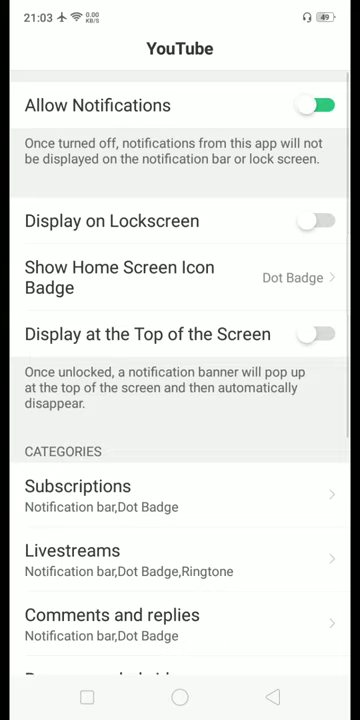 21:03 0.00 KB/S 49
YouTube
Allow Notifications
Once turned off, notifications from this app will not
be displayed on the notification bar or lock screen.
Display on Lockscreen
Show Home Screen Icon
Badge
Dot Badge
Display at the Top of the Screen
Once unlocked, a notification banner will pop up
at the top of the screen and then automatically
disappear.
CATEGORIES
Subscriptions
Notification bar,Dot Badge
Livestreams
Notification bar,Dot Badge,Ringtone
Comments and replies
Notification bar,Dot Badge